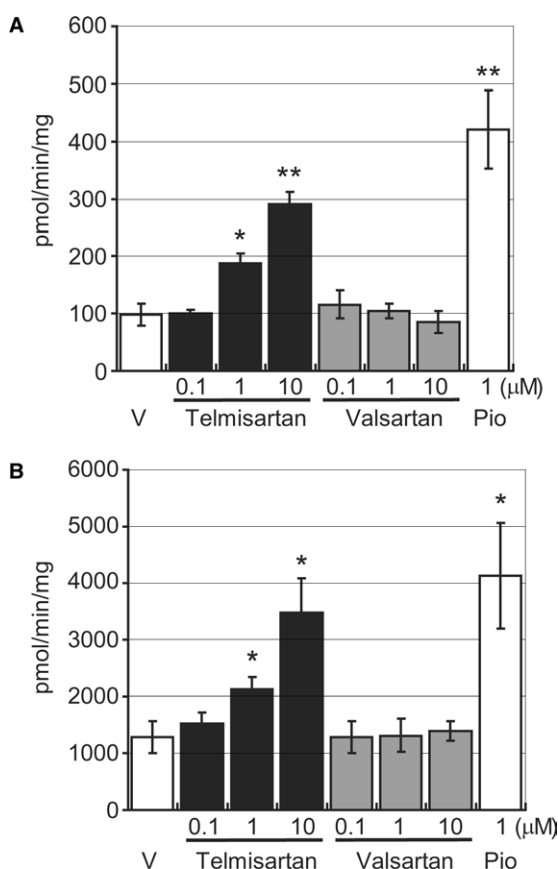 A
pmol/min/mg
600
500
400
300
200
100
0
* ** **
0.1 1 10 0.1 1 10 1 (μM)
V Telmisartan Valsartan Pio
B
pmol/min/mg
6000
5000
4000
3000
2000
1000
0
* * *
0.1 1 10 0.1 1 10 1 (μM)
V Telmisartan Valsartan Pio